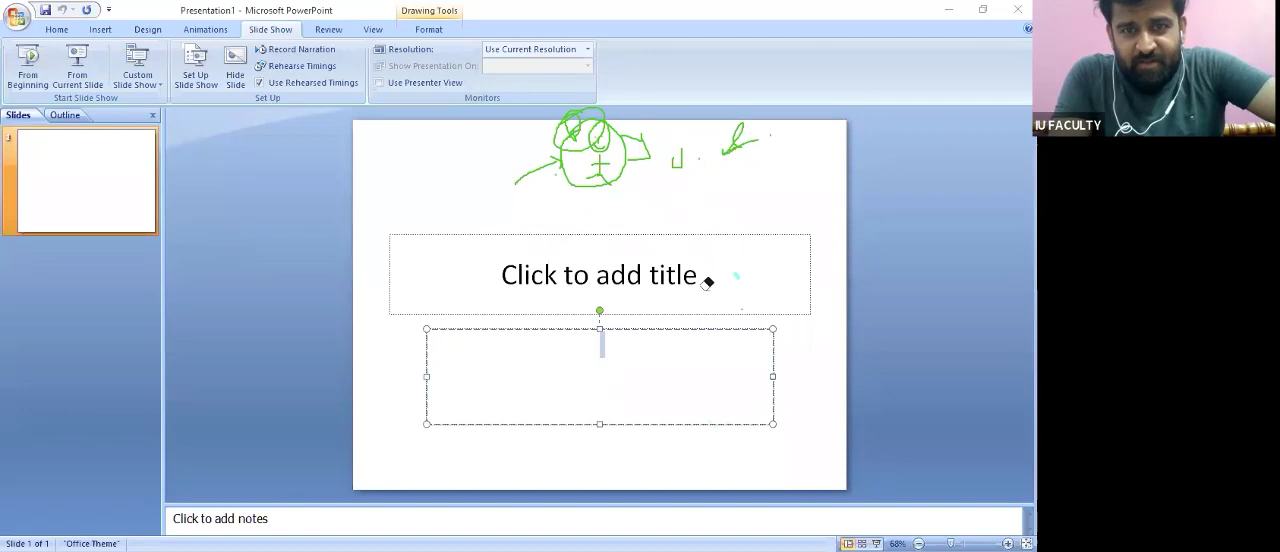 Presentation1 - Microsoft PowerPoint
Drawing Tools
Home
Insert
Design
Animations
Slide Show
Review
View
Format
From Beginning
From Current Slide
Custom Slide Show
Start Slide Show
Set Up Slide Show
Hide Slide
Record Narration
Rehearse Timings
Use Rehearsed Timings
Set Up
Resolution:
Use Current Resolution
Show Presentation On:
Use Presenter View
Monitors
IU FACULTY
Slides
Outline
1
Click to add title
Click to add notes
Slide 1 of 1
"Office Theme"
68%